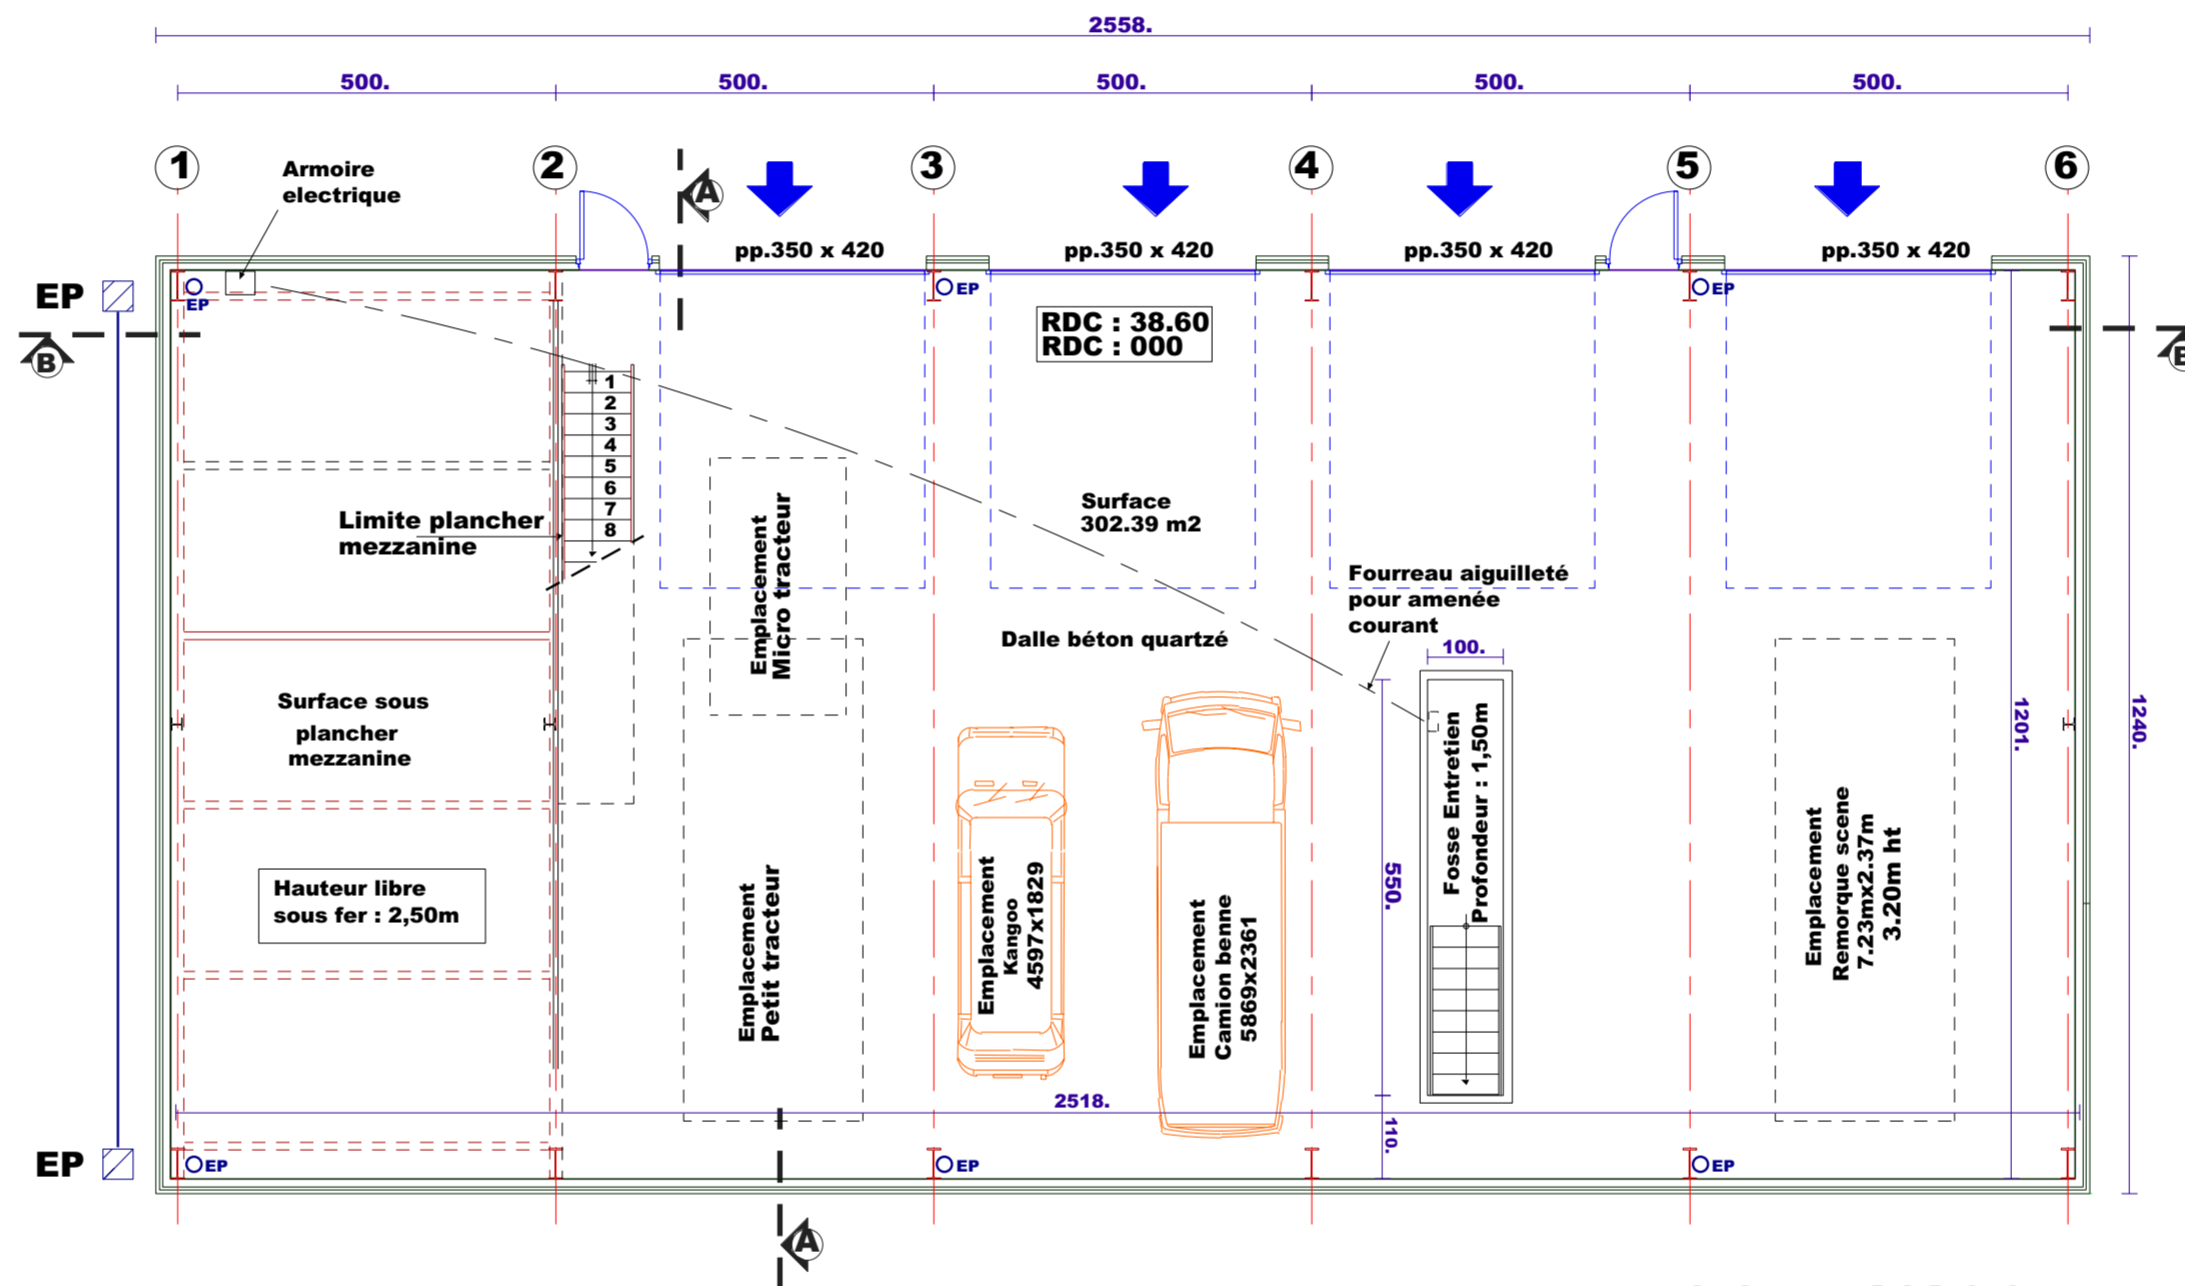 2558.
500.
500.
500.
500.
500.
1
2
3
4
5
6
Armoire
electrique
A
pp.350 x 420
pp.350 x 420
pp.350 x 420
pp.350 x 420
EP
EP
EP
EP
RDC : 38.60
RDC : 000
B
B
1
2
3
4
5
6
7
8
Limite plancher
mezzanine
Emplacement
Micro tracteur
Surface
302.39 m2
Fourreau aiguilleté
pour amenée
courant
Dalle béton quartzé
100.
Surface sous
plancher
mezzanine
1201.
1240.
Hauteur libre
sous fer : 2,50m
Emplacement
Petit tracteur
Emplacement
Kangoo
4597x1829
Emplacement
Camion benne
5869x2361
550.
Fosse Entretien
Profondeur : 1,50m
Emplacement
Remorque scene
7.23mx2.37m
3.20m ht
2518.
110.
EP
EP
EP
EP
A